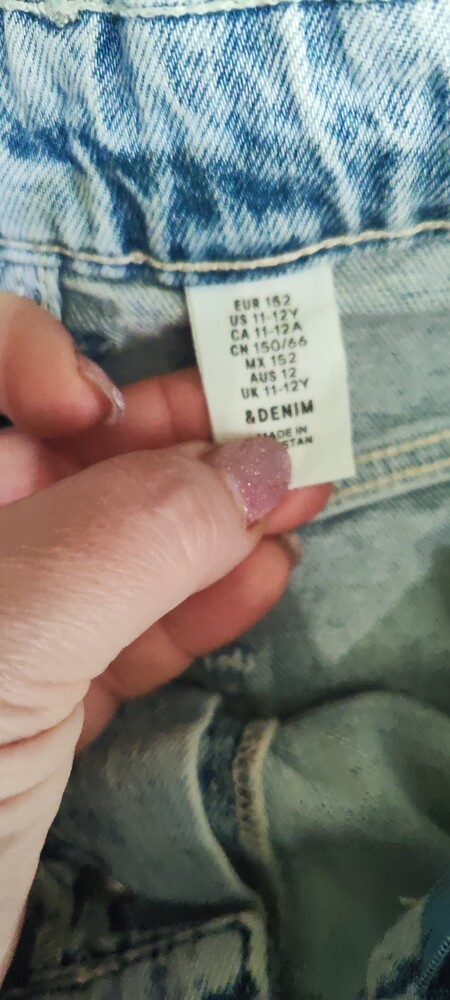 EUR 152
US 11-12Y
CA 11-12A
CN 150/66
MX 152
AUS 12
UK 11-12Y
&DENIM
MADE IN
STAN